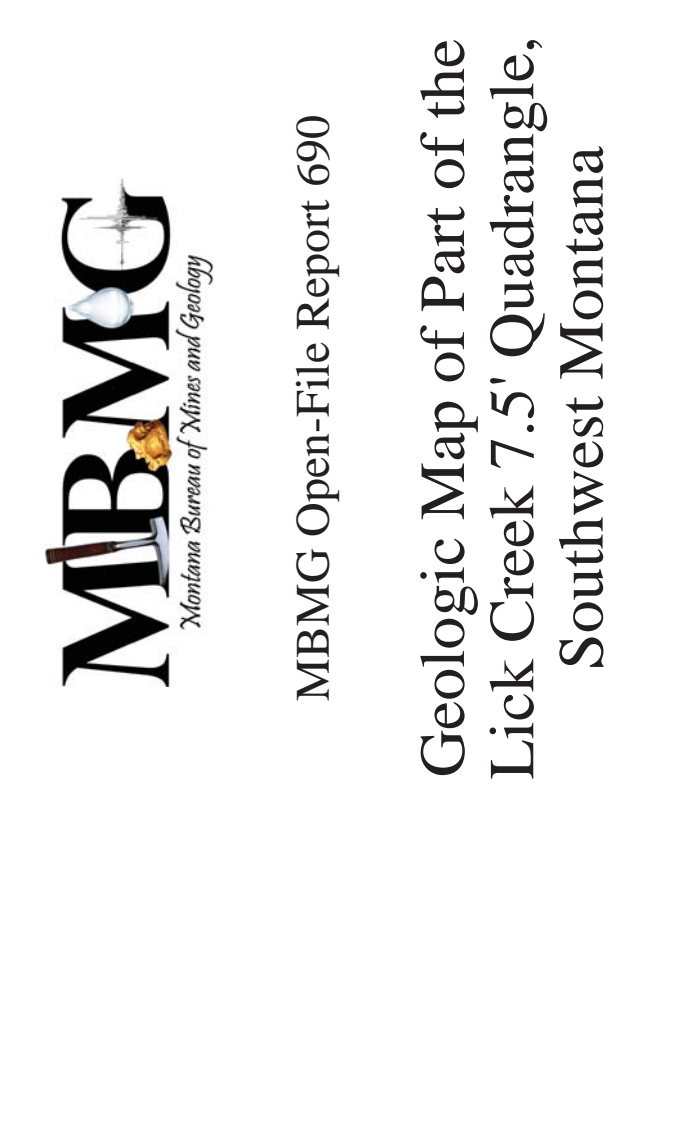 MBMG
Montana Bureau of Mines and Geology
MBMG Open-File Report 690
Geologic Map of Part of the
Lick Creek 7.5' Quadrangle,
Southwest Montana